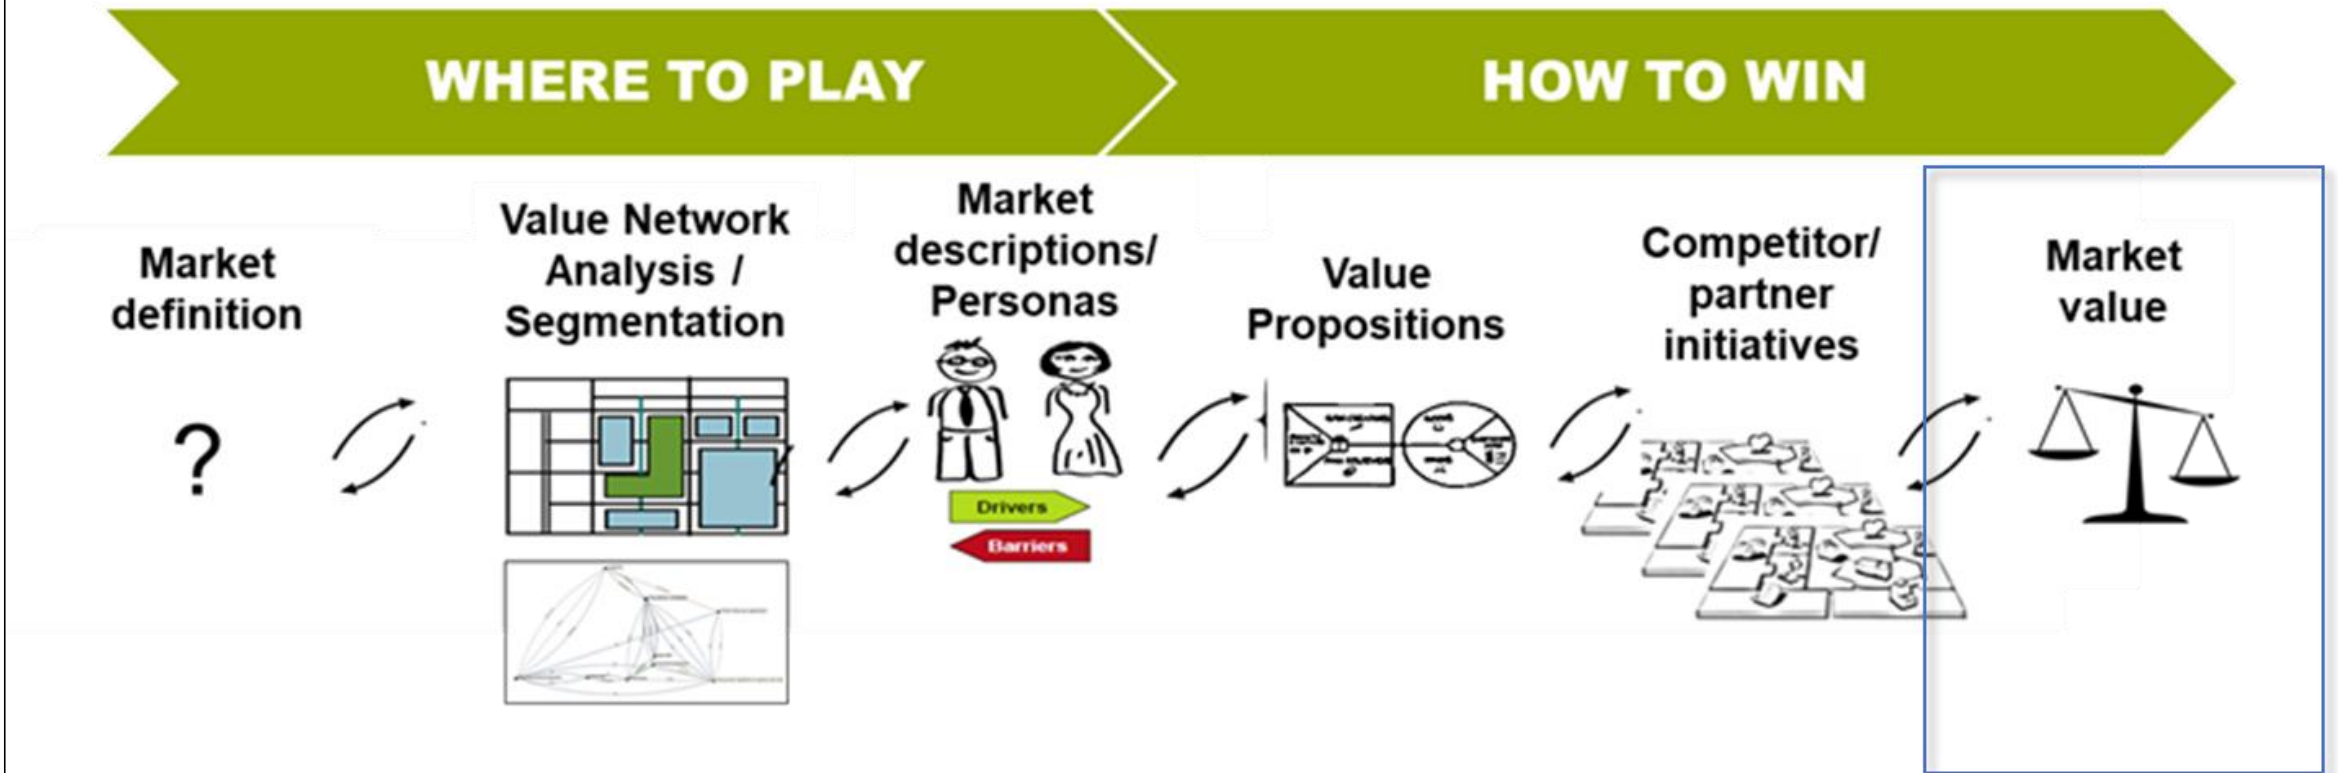 WHERE TO PLAY
HOW TO WIN
Market
definition
Value Network
Analysis /
Segmentation
Market
descriptions/
Personas
Drivers
Barriers
Value
Propositions
Competitor/
partner
initiatives
Market
value
?